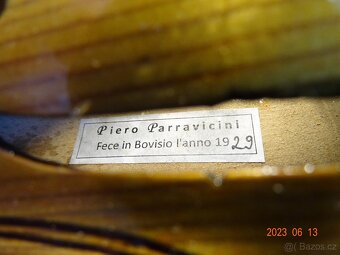 Piero Parravicini
Fece in Bovisio l'anno 1929
2023 06 13
© Bazos.cz